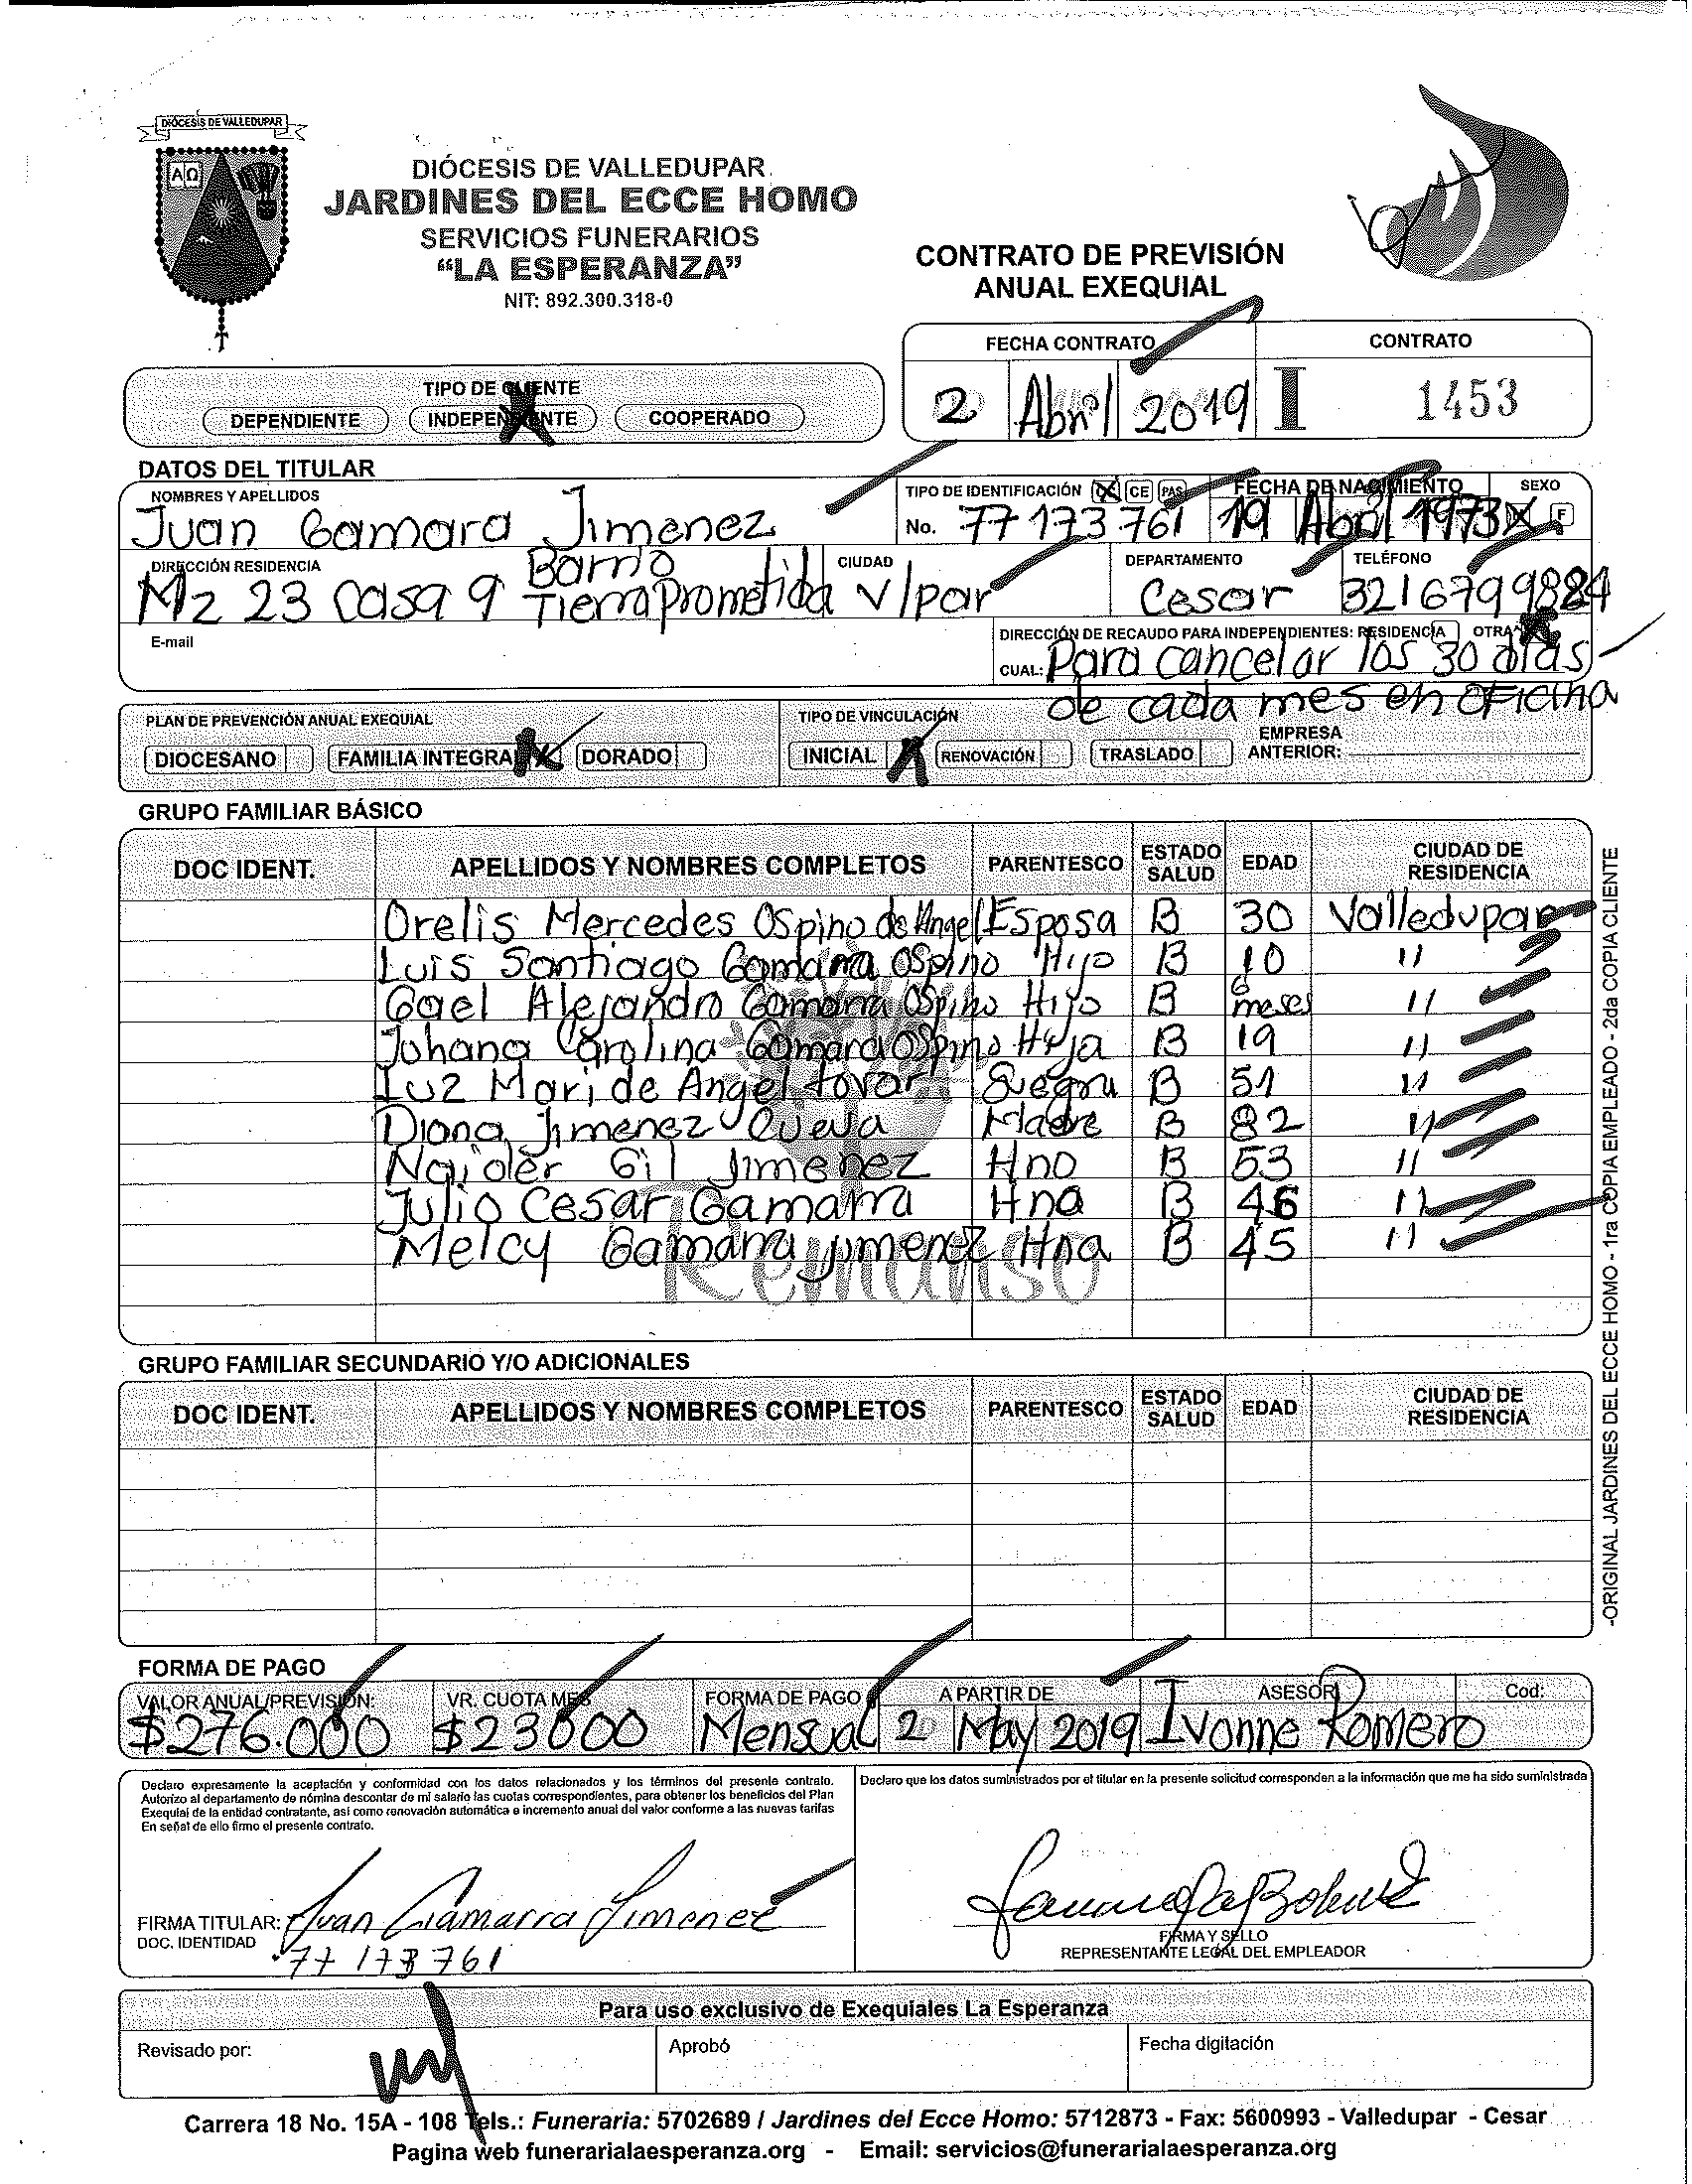 DIÓCESIS DE VALLEDUPAR
ΑΩ
DIÓCESIS DE VALLEDUPAR
JARDINES DEL ECCE HOMO
SERVICIOS FUNERARIOS
“LA ESPERANZA”
NIT: 892.300.318-0
CONTRATO DE PREVISIÓN
ANUAL EXEQUIAL
FECHA CONTRATO CONTRATO
2 Abril 2019 I 1453
TIPO DE CLIENTE
DEPENDIENTE INDEPENDIENTE X COOPERADO
DATOS DEL TITULAR
NOMBRES Y APELLIDOS TIPO DE IDENTIFICACIÓN X CE PAS FECHA DE NACIMIENTO SEXO
Juan Gamara Jimenez No. 77 173 761 19 Abril 1973 X F
DIRECCIÓN RESIDENCIA CIUDAD DEPARTAMENTO TELÉFONO
Mz 23 casa 9 Barrio Tierra prometida V/par Cesar 3216799884
E-mail DIRECCIÓN DE RECAUDO PARA INDEPENDIENTES: RESIDENCIA OTRA X
CUAL: Para cancelar los 30 dias
de cada mes en oficina
PLAN DE PREVENCIÓN ANUAL EXEQUIAL TIPO DE VINCULACIÓN
DIOCESANO FAMILIA INTEGRAL X DORADO INICIAL X RENOVACIÓN TRASLADO EMPRESA ANTERIOR:
GRUPO FAMILIAR BÁSICO
DOC IDENT. APELLIDOS Y NOMBRES COMPLETOS PARENTESCO ESTADO SALUD EDAD CIUDAD DE RESIDENCIA
Orelis Mercedes Ospino de Angel Esposa B 30 Valledupar
Luis Santiago Gamarra Ospino Hijo B 10 "
Gael Alejandro Gamarra Ospino Hijo B 6 meses "
Johana Carolina Gamara Ospino Hija B 19 "
Luz Mari de Angel tovar Suegra B 51 "
Diana Jimenez Cueva Madre B 82 "
Naider Gil Jimenez Hno B 53 "
Julio Cesar Gamarra Hna B 46 "
Melcy Gamarra jimenez Hna B 45 "
Remanso
GRUPO FAMILIAR SECUNDARIO Y/O ADICIONALES
DOC IDENT. APELLIDOS Y NOMBRES COMPLETOS PARENTESCO ESTADO SALUD EDAD CIUDAD DE RESIDENCIA
FORMA DE PAGO
VALOR ANUAL/PREVISIÓN: VR. CUOTA MES FORMA DE PAGO A PARTIR DE ASESOR Cod:
$276.000 $23000 Mensual 2 May 2019 Ivonne Romero
Declaro expresamente la aceptación y conformidad con los datos relacionados y los términos del presente contrato.
Autorizo al departamento de nómina descontar de mi salario las cuotas correspondientes, para obtener los beneficios del Plan
Exequial de la entidad contratante, así como renovación automática e incremento anual del valor conforme a las nuevas tarifas
En señal de ello firmo el presente contrato.
Declaro que los datos suministrados por el titular en la presente solicitud corresponden a la información que me ha sido suministrada
FIRMA TITULAR: Juan Gamarra Jimenez
DOC. IDENTIDAD
77 173 761
FIRMA Y SELLO
REPRESENTANTE LEGAL DEL EMPLEADOR
Para uso exclusivo de Exequiales La Esperanza
Revisado por: Aprobó Fecha digitación
Carrera 18 No. 15A - 108 Tels.: Funeraria: 5702689 / Jardines del Ecce Homo: 5712873 - Fax: 5600993 - Valledupar - Cesar
Pagina web funerarialaesperanza.org - Email: servicios@funerarialaesperanza.org
-ORIGINAL JARDINES DEL ECCE HOMO - 1ra COPIA EMPLEADO - 2da COPIA CLIENTE